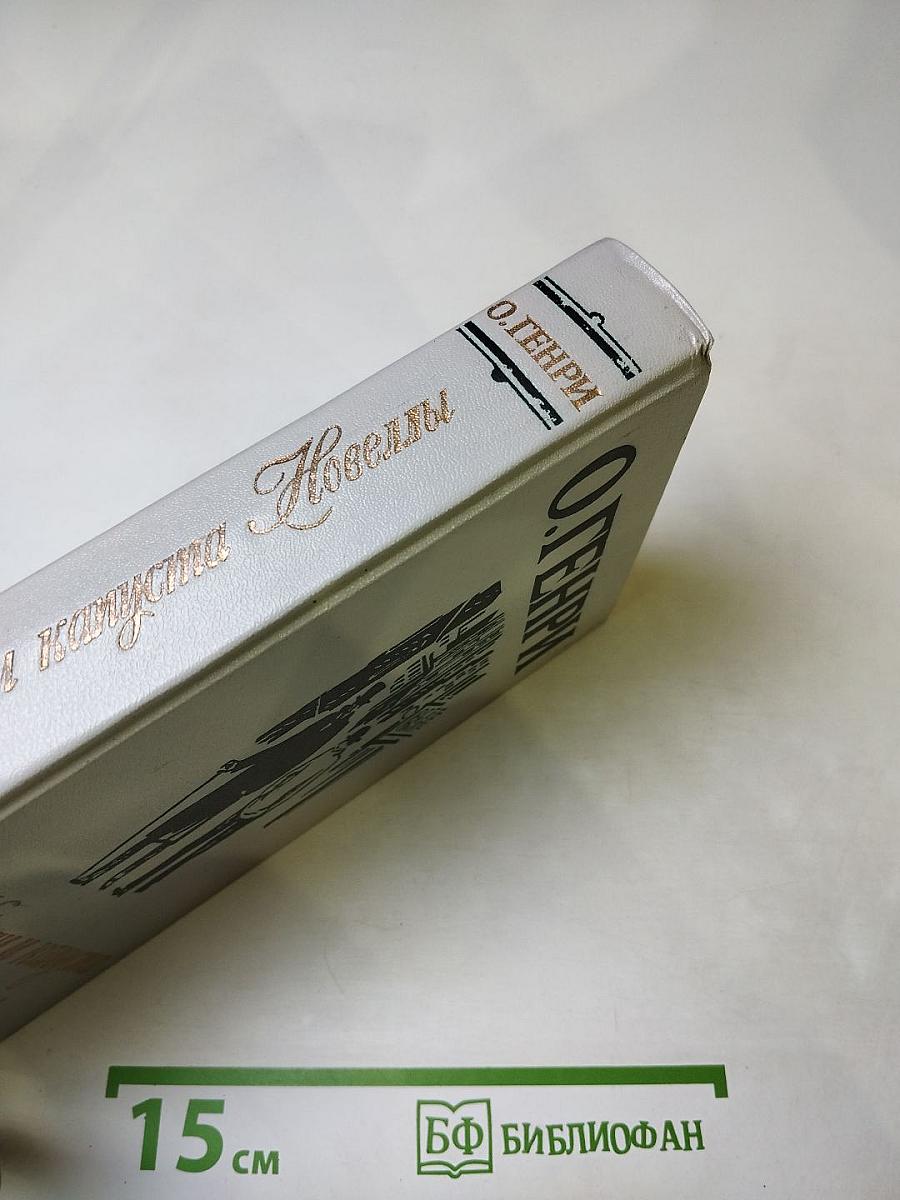 О.ГЕНРИ
и капуста Новеллы
О.ГЕНРИ
15 см
БФ БИБЛИОФАН